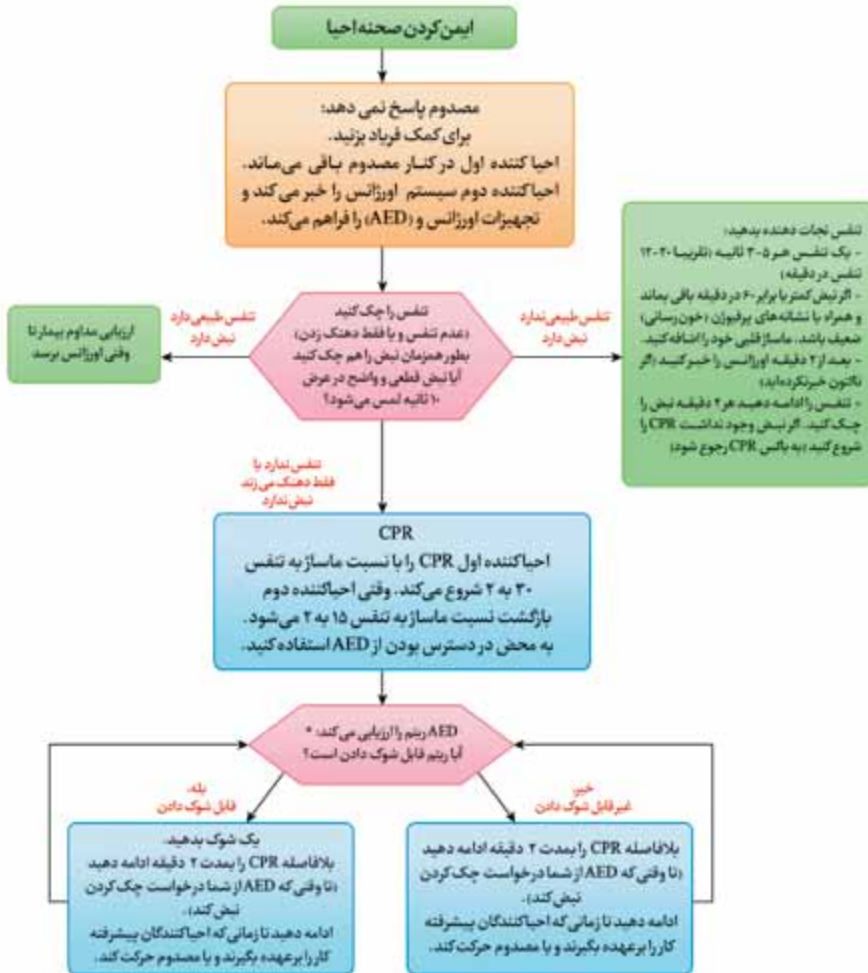 ایمن کردن صحنه احیا
مصدوم پاسخ نمی دهد:
برای کمک فریاد بزنید.
احیا کننده اول در کنار مصدوم باقی می‌ماند.
احیاکننده دوم سیستم اورژانس را خبر می‌کند و
تجهیزات اورژانس و (AED) را فراهم می‌کند.
تنفس نجات دهنده بدهید:
- یک تنفس هر ۵-۳ ثانیه (تقریبا ۲۰-۱۲
تنفس در دقیقه)
- اگر نبض کمتر یا برابر ۶۰ در دقیقه باقی بماند
و همراه با نشانه‌های پرفیوژن (خون رسانی)
ضعیف باشد، ماساژ قلبی خود را اضافه کنید.
- بعد از ۲ دقیقه اورژانس را خبر کنید (اگر
تاکنون خبر نکرده‌اید)
- تنفس را ادامه دهید هر ۲ دقیقه نبض را
چک کنید. اگر نبض وجود نداشت CPR را
شروع کنید (به باکس CPR رجوع شود)
تنفس طبیعی ندارد
نبض دارد
تنفس را چک کنید
(عدم تنفس و یا فقط دهنک زدن)
بطور همزمان نبض را هم چک کنید
آیا نبض قطعی و واضح در عرض
۱۰ ثانیه لمس می‌شود؟
تنفس طبیعی دارد
نبض دارد
ارزیابی مداوم بیمار تا
وقتی اورژانس برسد
تنفس ندارد یا
فقط دهنک می‌زند
نبض ندارد
CPR
احیاکننده اول CPR را با نسبت ماساژ به تنفس
۳۰ به ۲ شروع می‌کند. وقتی احیاکننده دوم
بازگشت نسبت ماساژ به تنفس ۱۵ به ۲ می‌شود.
به محض در دسترس بودن از AED استفاده کنید.
AED ریتم را ارزیابی می‌کند: *
آیا ریتم قابل شوک دادن است؟
خیر،
غیر قابل شوک دادن
بله،
قابل شوک دادن
بلافاصله CPR را بمدت ۲ دقیقه ادامه دهید
(تا وقتی که AED از شما درخواست چک کردن
نبض کند).
ادامه دهید تا زمانی که احیاکنندگان پیشرفته
کار را برعهده بگیرند و یا مصدوم حرکت کند.
یک شوک بدهید.
بلافاصله CPR را بمدت ۲ دقیقه ادامه دهید
(تا وقتی که AED از شما درخواست چک کردن
نبض کند).
ادامه دهید تا زمانی که احیاکنندگان پیشرفته
کار را برعهده بگیرند و یا مصدوم حرکت کند.